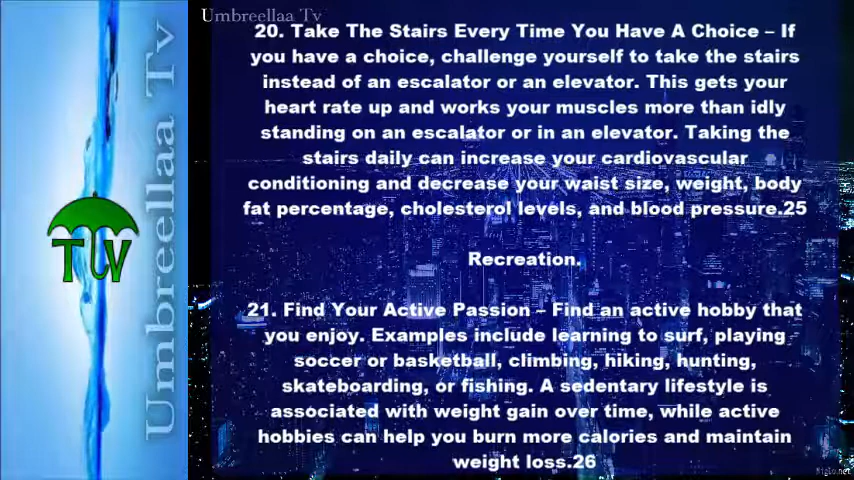 Umbreellaa Tv
20. Take The Stairs Every Time You Have A Choice – If
you have a choice, challenge yourself to take the stairs
instead of an escalator or an elevator. This gets your
heart rate up and works your muscles more than idly
standing on an escalator or in an elevator. Taking the
stairs daily can increase your cardiovascular
conditioning and decrease your waist size, weight, body
fat percentage, cholesterol levels, and blood pressure.25
Recreation.
21. Find Your Active Passion – Find an active hobby that
you enjoy. Examples include learning to surf, playing
soccer or basketball, climbing, hiking, hunting,
skateboarding, or fishing. A sedentary lifestyle is
associated with weight gain over time, while active
hobbies can help you burn more calories and maintain
weight loss.26
Umbreellaa Tv
TV